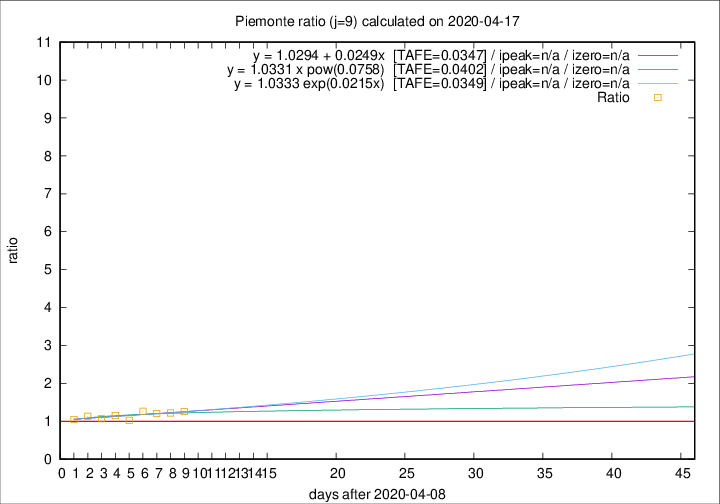 Piemonte ratio (j=9) calculated on 2020-04-17
y = 1.0294 + 0.0249x [TAFE=0.0347] / ipeak=n/a / izero=n/a
y = 1.0331 x pow(0.0758) [TAFE=0.0402] / ipeak=n/a / izero=n/a
y = 1.0333 exp(0.0215x) [TAFE=0.0349] / ipeak=n/a / izero=n/a
Ratio
11
10
9
8
7
6
5
4
3
2
1
0
ratio
0 1 2 3 4 5 6 7 8 9 10 11 12 13 14 15 20 25 30 35 40 45
days after 2020-04-08